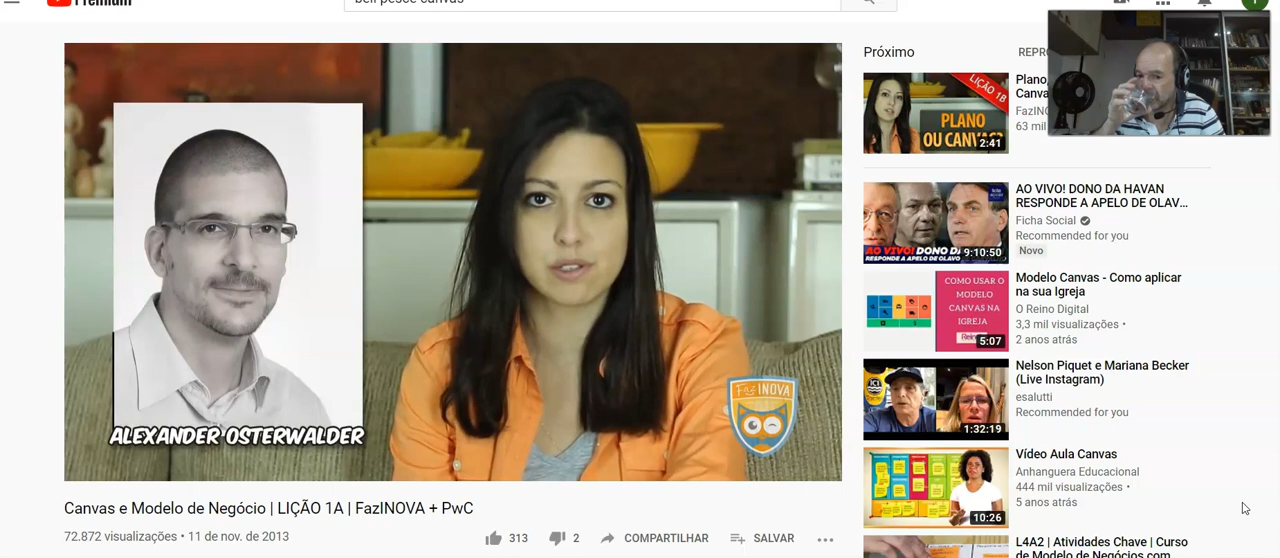 Premium
bell pesce canvas
ALEXANDER OSTERWALDER
FazINOVA
Canvas e Modelo de Negócio | LIÇÃO 1A | FazINOVA + PwC
72.872 visualizações • 11 de nov. de 2013
313
2
COMPARTILHAR
SALVAR
Próximo
REPR
LIÇÃO 18
PLANO
OU CANVAS?
2:41
Plano
Canva
FazIN
63 mil
AO VIVO! DONO DA HAVAN
RESPONDE A APELO DE OLAVO
9:10:50
AO VIVO! DONO DA HAVAN
RESPONDE A APELO DE OLAV...
Ficha Social
Recommended for you
Novo
COMO USAR O
MODELO
CANVAS NA
IGREJA
5:07
Modelo Canvas - Como aplicar
na sua Igreja
O Reino Digital
3,3 mil visualizações •
2 anos atrás
1:32:19
Nelson Piquet e Mariana Becker
(Live Instagram)
esalutti
Recommended for you
10:26
Vídeo Aula Canvas
Anhanguera Educacional
444 mil visualizações •
5 anos atrás
L4A2 | Atividades Chave | Curso
de Modelo de Negócios com